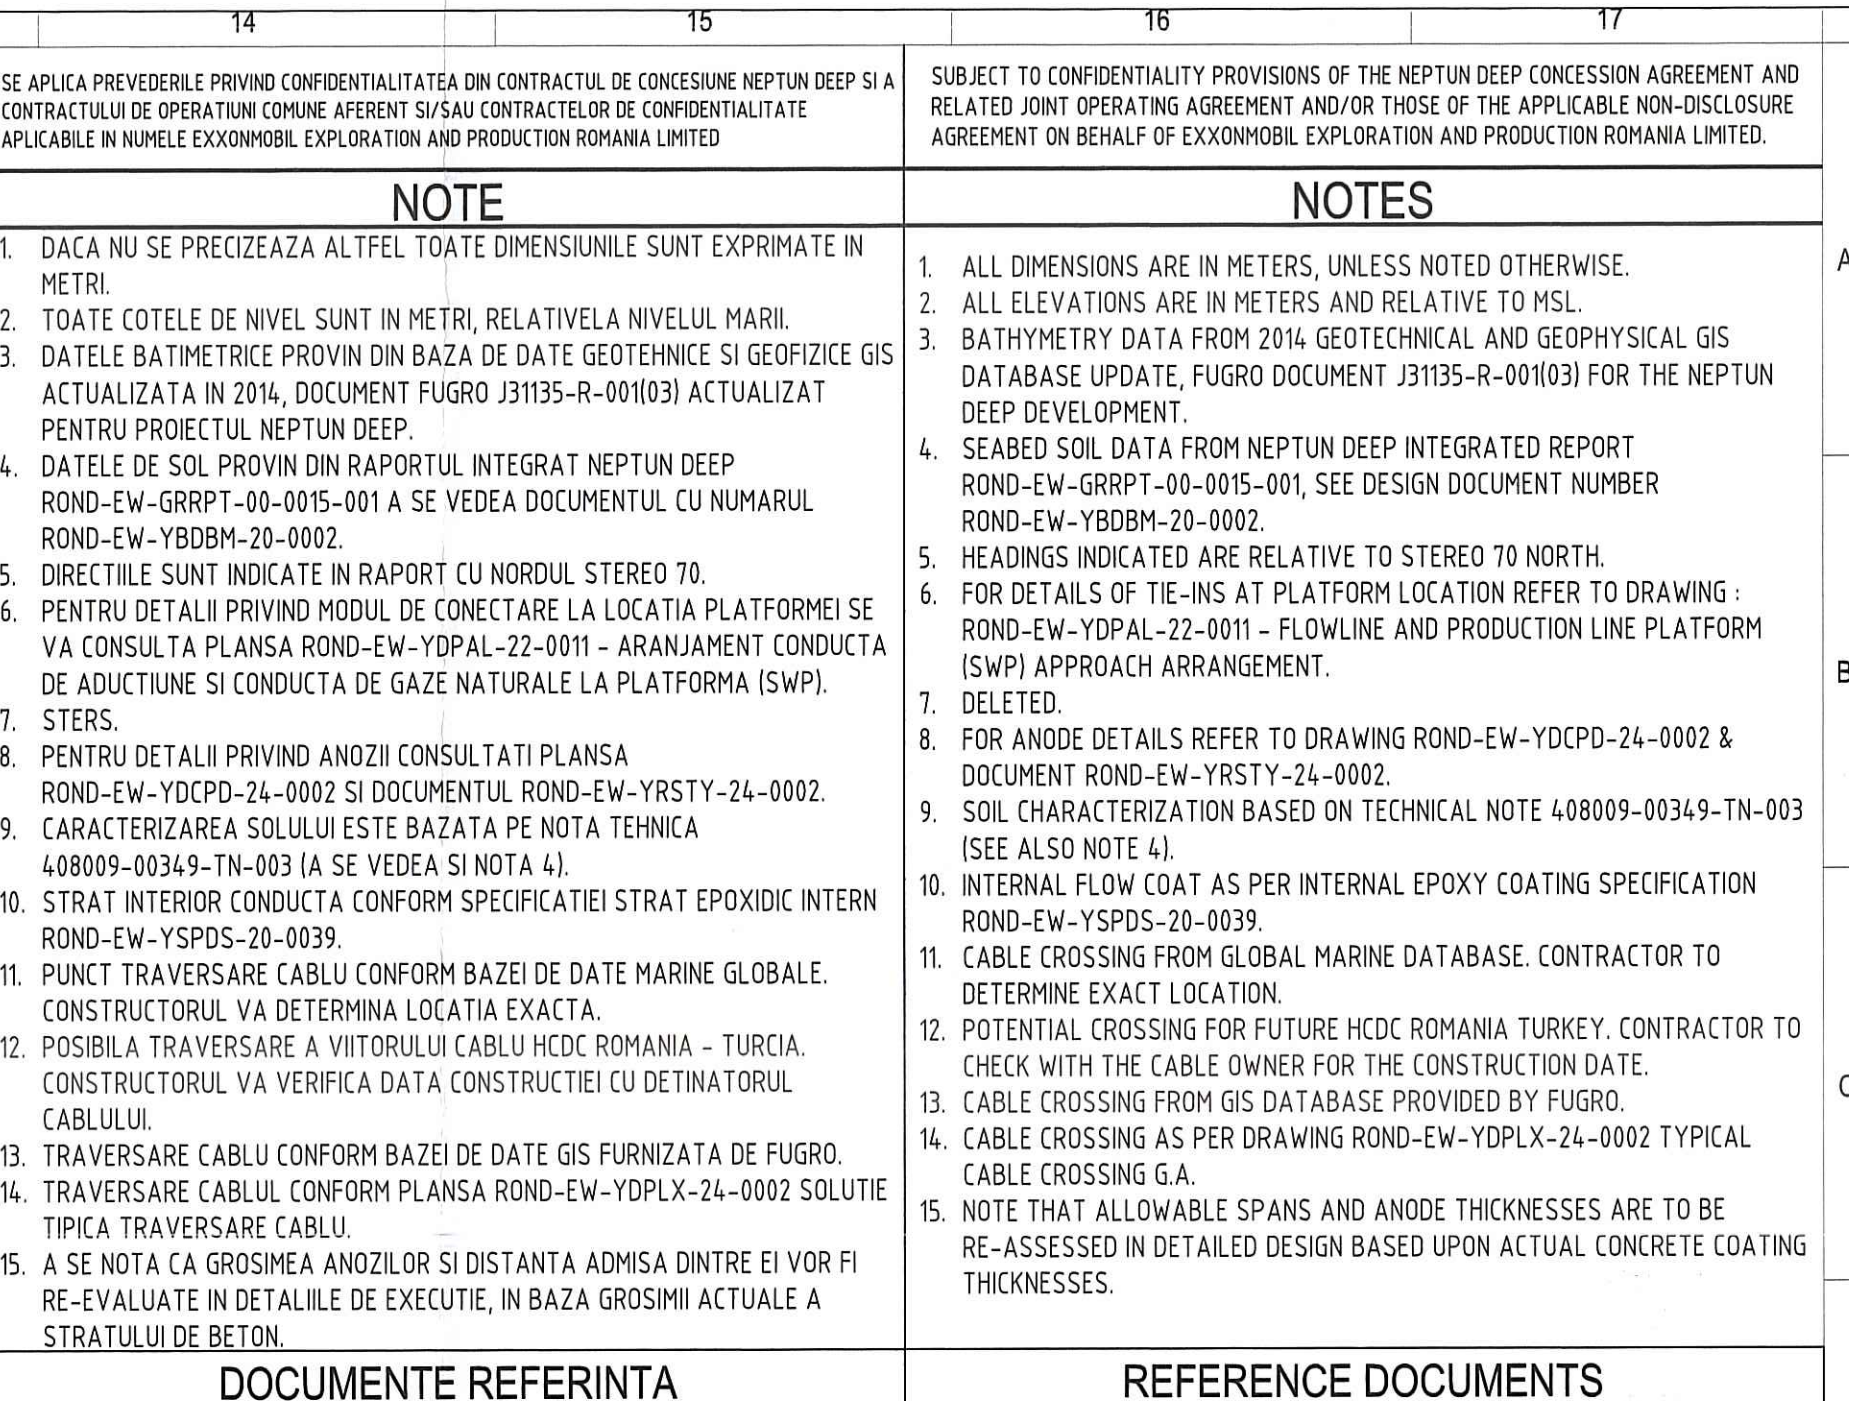 14 15 16 17
SE APLICA PREVEDERILE PRIVIND CONFIDENTIALITATEA DIN CONTRACTUL DE CONCESIUNE NEPTUN DEEP SI A
CONTRACTULUI DE OPERATIUNI COMUNE AFERENT SI/SAU CONTRACTELOR DE CONFIDENTIALITATE
APLICABILE IN NUMELE EXXONMOBIL EXPLORATION AND PRODUCTION ROMANIA LIMITED
NOTE
1. DACA NU SE PRECIZEAZA ALTFEL TOATE DIMENSIUNILE SUNT EXPRIMATE IN
METRI.
2. TOATE COTELE DE NIVEL SUNT IN METRI, RELATIVELA NIVELUL MARII.
3. DATELE BATIMETRICE PROVIN DIN BAZA DE DATE GEOTEHNICE SI GEOFIZICE GIS
ACTUALIZATA IN 2014, DOCUMENT FUGRO J31135-R-001(03) ACTUALIZAT
PENTRU PROIECTUL NEPTUN DEEP.
4. DATELE DE SOL PROVIN DIN RAPORTUL INTEGRAT NEPTUN DEEP
ROND-EW-GRRPT-00-0015-001 A SE VEDEA DOCUMENTUL CU NUMARUL
ROND-EW-YBDBM-20-0002.
5. DIRECTIILE SUNT INDICATE IN RAPORT CU NORDUL STEREO 70.
6. PENTRU DETALII PRIVIND MODUL DE CONECTARE LA LOCATIA PLATFORMEI SE
VA CONSULTA PLANSA ROND-EW-YDPAL-22-0011 - ARANJAMENT CONDUCTA
DE ADUCTIUNE SI CONDUCTA DE GAZE NATURALE LA PLATFORMA (SWP).
7. STERS.
8. PENTRU DETALII PRIVIND ANOZII CONSULTATI PLANSA
ROND-EW-YDCPD-24-0002 SI DOCUMENTUL ROND-EW-YRSTY-24-0002.
9. CARACTERIZAREA SOLULUI ESTE BAZATA PE NOTA TEHNICA
408009-00349-TN-003 (A SE VEDEA SI NOTA 4).
10. STRAT INTERIOR CONDUCTA CONFORM SPECIFICATIEI STRAT EPOXIDIC INTERN
ROND-EW-YSPDS-20-0039.
11. PUNCT TRAVERSARE CABLU CONFORM BAZEI DE DATE MARINE GLOBALE.
CONSTRUCTORUL VA DETERMINA LOCATIA EXACTA.
12. POSIBILA TRAVERSARE A VIITORULUI CABLU HCDC ROMANIA - TURCIA.
CONSTRUCTORUL VA VERIFICA DATA CONSTRUCTIEI CU DETINATORUL
CABLULUI.
13. TRAVERSARE CABLU CONFORM BAZEI DE DATE GIS FURNIZATA DE FUGRO.
14. TRAVERSARE CABLUL CONFORM PLANSA ROND-EW-YDPLX-24-0002 SOLUTIE
TIPICA TRAVERSARE CABLU.
15. A SE NOTA CA GROSIMEA ANOZILOR SI DISTANTA ADMISA DINTRE EI VOR FI
RE-EVALUATE IN DETALIILE DE EXECUTIE, IN BAZA GROSIMII ACTUALE A
STRATULUI DE BETON.
DOCUMENTE REFERINTA
SUBJECT TO CONFIDENTIALITY PROVISIONS OF THE NEPTUN DEEP CONCESSION AGREEMENT AND
RELATED JOINT OPERATING AGREEMENT AND/OR THOSE OF THE APPLICABLE NON-DISCLOSURE
AGREEMENT ON BEHALF OF EXXONMOBIL EXPLORATION AND PRODUCTION ROMANIA LIMITED.
NOTES
1. ALL DIMENSIONS ARE IN METERS, UNLESS NOTED OTHERWISE.
2. ALL ELEVATIONS ARE IN METERS AND RELATIVE TO MSL.
3. BATHYMETRY DATA FROM 2014 GEOTECHNICAL AND GEOPHYSICAL GIS
DATABASE UPDATE, FUGRO DOCUMENT J31135-R-001(03) FOR THE NEPTUN
DEEP DEVELOPMENT.
4. SEABED SOIL DATA FROM NEPTUN DEEP INTEGRATED REPORT
ROND-EW-GRRPT-00-0015-001, SEE DESIGN DOCUMENT NUMBER
ROND-EW-YBDBM-20-0002.
5. HEADINGS INDICATED ARE RELATIVE TO STEREO 70 NORTH.
6. FOR DETAILS OF TIE-INS AT PLATFORM LOCATION REFER TO DRAWING :
ROND-EW-YDPAL-22-0011 - FLOWLINE AND PRODUCTION LINE PLATFORM
(SWP) APPROACH ARRANGEMENT.
7. DELETED.
8. FOR ANODE DETAILS REFER TO DRAWING ROND-EW-YDCPD-24-0002 &
DOCUMENT ROND-EW-YRSTY-24-0002.
9. SOIL CHARACTERIZATION BASED ON TECHNICAL NOTE 408009-00349-TN-003
(SEE ALSO NOTE 4).
10. INTERNAL FLOW COAT AS PER INTERNAL EPOXY COATING SPECIFICATION
ROND-EW-YSPDS-20-0039.
11. CABLE CROSSING FROM GLOBAL MARINE DATABASE. CONTRACTOR TO
DETERMINE EXACT LOCATION.
12. POTENTIAL CROSSING FOR FUTURE HCDC ROMANIA TURKEY. CONTRACTOR TO
CHECK WITH THE CABLE OWNER FOR THE CONSTRUCTION DATE.
13. CABLE CROSSING FROM GIS DATABASE PROVIDED BY FUGRO.
14. CABLE CROSSING AS PER DRAWING ROND-EW-YDPLX-24-0002 TYPICAL
CABLE CROSSING G.A.
15. NOTE THAT ALLOWABLE SPANS AND ANODE THICKNESSES ARE TO BE
RE-ASSESSED IN DETAILED DESIGN BASED UPON ACTUAL CONCRETE COATING
THICKNESSES.
REFERENCE DOCUMENTS
A
B
C